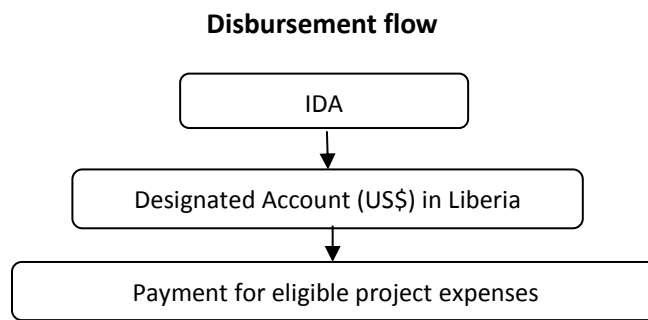 Disbursement flow
IDA
Designated Account (US$) in Liberia
Payment for eligible project expenses